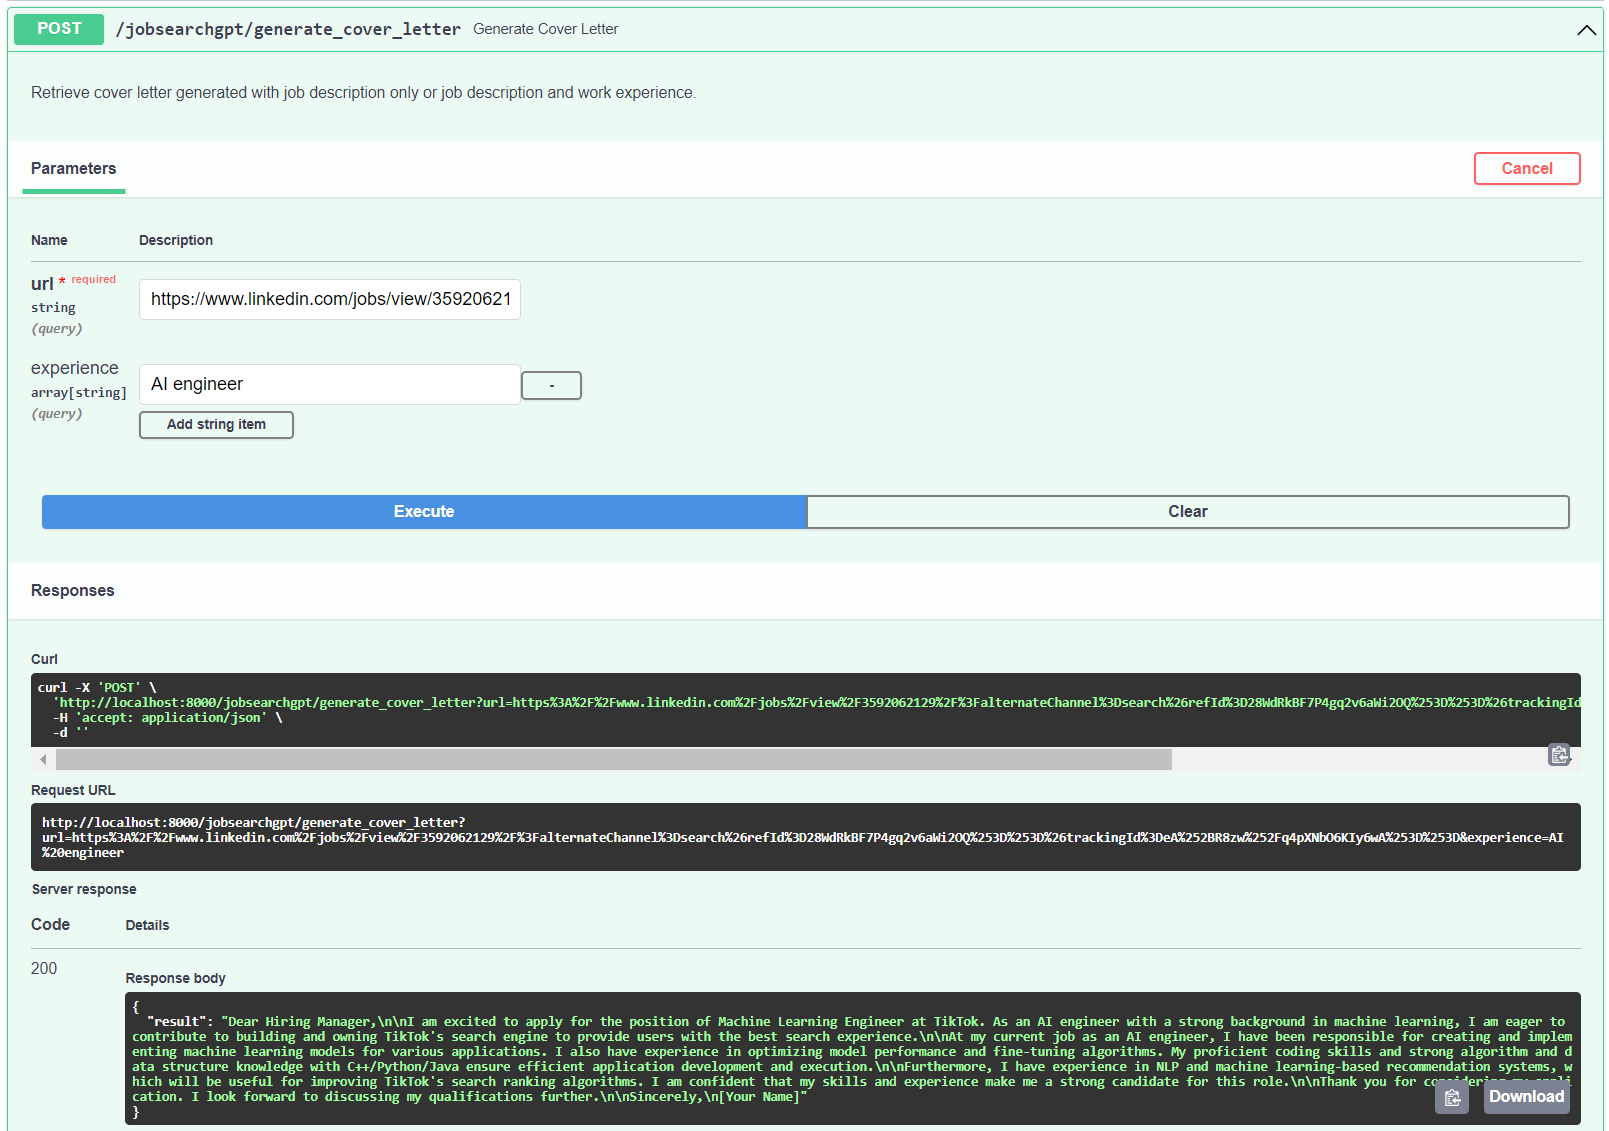 POST /jobsearchgpt/generate_cover_letter Generate Cover Letter
Retrieve cover letter generated with job description only or job description and work experience.
Parameters
Cancel
Name Description
url * required
string
(query)
https://www.linkedin.com/jobs/view/35920621
experience
array[string]
(query)
AI engineer
-
Add string item
Execute
Clear
Responses
Curl
curl -X 'POST' \
'http://localhost:8000/jobsearchgpt/generate_cover_letter?url=https%3A%2F%2Fwww.linkedin.com%2Fjobs%2Fview%2F3592062129%2F%3FalternateChannel%3Dsearch%26refId%3D28WdRkBF7P4gq2v6aWi2OQ%253D%253D%26trackingId
-H 'accept: application/json' \
-d ''
Request URL
http://localhost:8000/jobsearchgpt/generate_cover_letter?
url=https%3A%2F%2Fwww.linkedin.com%2Fjobs%2Fview%2F3592062129%2F%3FalternateChannel%3Dsearch%26refId%3D28WdRkBF7P4gq2v6aWi2OQ%253D%253D%26trackingId%3DeA%252BR8zw%252Fq4pXNbO6KIy6wA%253D%253D&experience=AI
%20engineer
Server response
Code Details
200
Response body
{
"result": "Dear Hiring Manager,\n\nI am excited to apply for the position of Machine Learning Engineer at TikTok. As an AI engineer with a strong background in machine learning, I am eager to
contribute to building and owning TikTok's search engine to provide users with the best search experience.\n\nAt my current job as an AI engineer, I have been responsible for creating and implem
enting machine learning models for various applications. I also have experience in optimizing model performance and fine-tuning algorithms. My proficient coding skills and strong algorithm and d
ata structure knowledge with C++/Python/Java ensure efficient application development and execution.\n\nFurthermore, I have experience in NLP and machine learning-based recommendation systems, w
hich will be useful for improving TikTok's search ranking algorithms. I am confident that my skills and experience make me a strong candidate for this role.\n\nThank you for considering my appli
cation. I look forward to discussing my qualifications further.\n\nSincerely,\n[Your Name]"
}
Download